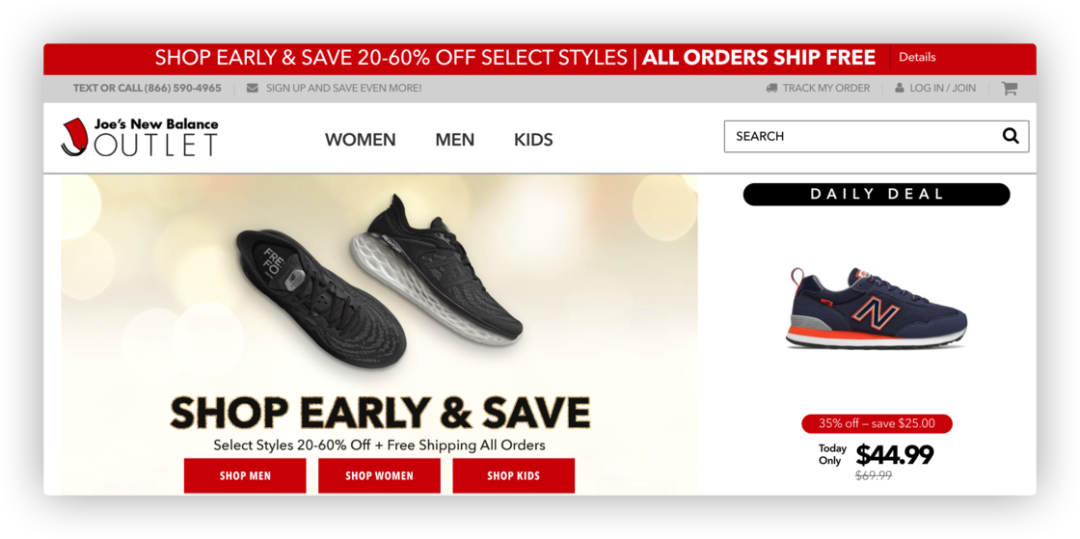 SHOP EARLY & SAVE 20-60% OFF SELECT STYLES | ALL ORDERS SHIP FREE Details
TEXT OR CALL (866) 590-4965 SIGN UP AND SAVE EVEN MORE! TRACK MY ORDER LOG IN / JOIN
Joe's New Balance
OUTLET
WOMEN MEN KIDS
SEARCH
DAILY DEAL
N
SHOP EARLY & SAVE
Select Styles 20-60% Off + Free Shipping All Orders
SHOP MEN SHOP WOMEN SHOP KIDS
35% off – save $25.00
Today
Only
$44.99
$69.99